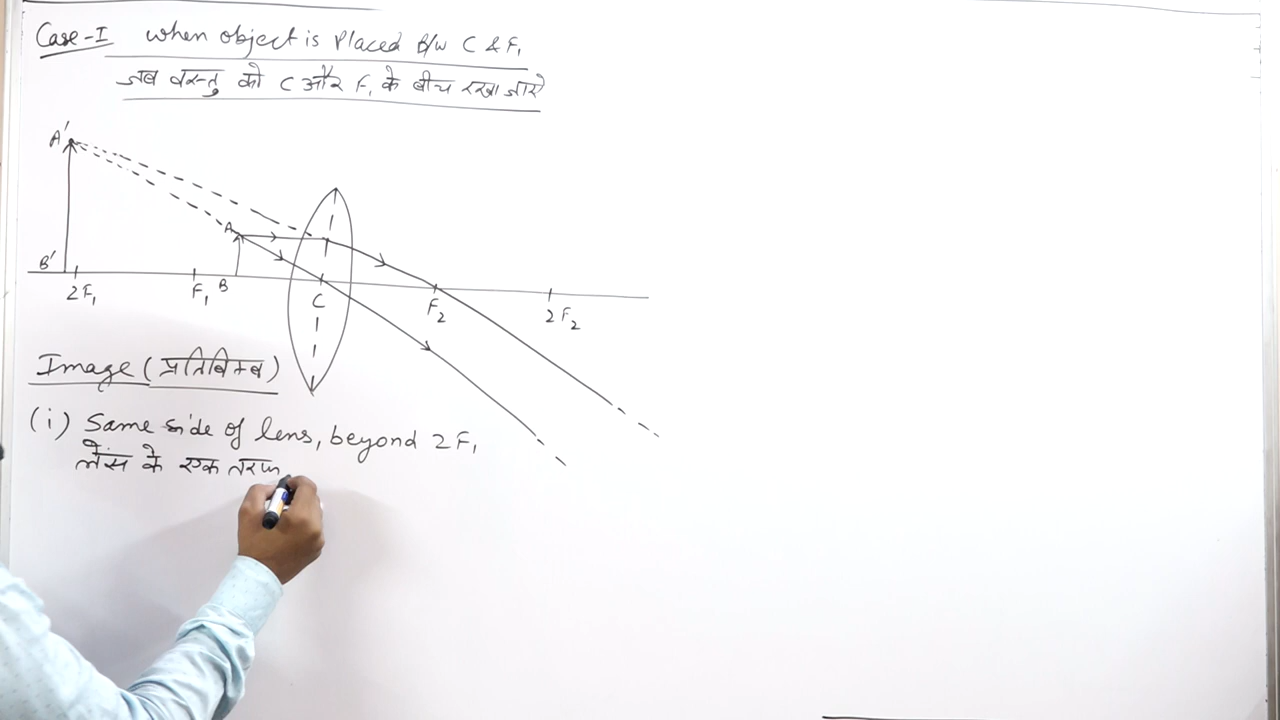 Case-I when object is placed B/W C & F₁
जब वस्तु को C और F₁ के बीच रखा जाये
A'
A
B'
2F₁
F₁
B
C
F₂
2F₂
Image (प्रतिबिम्ब)
(i) Same side of lens, beyond 2F₁
लेंस के एक तरफ